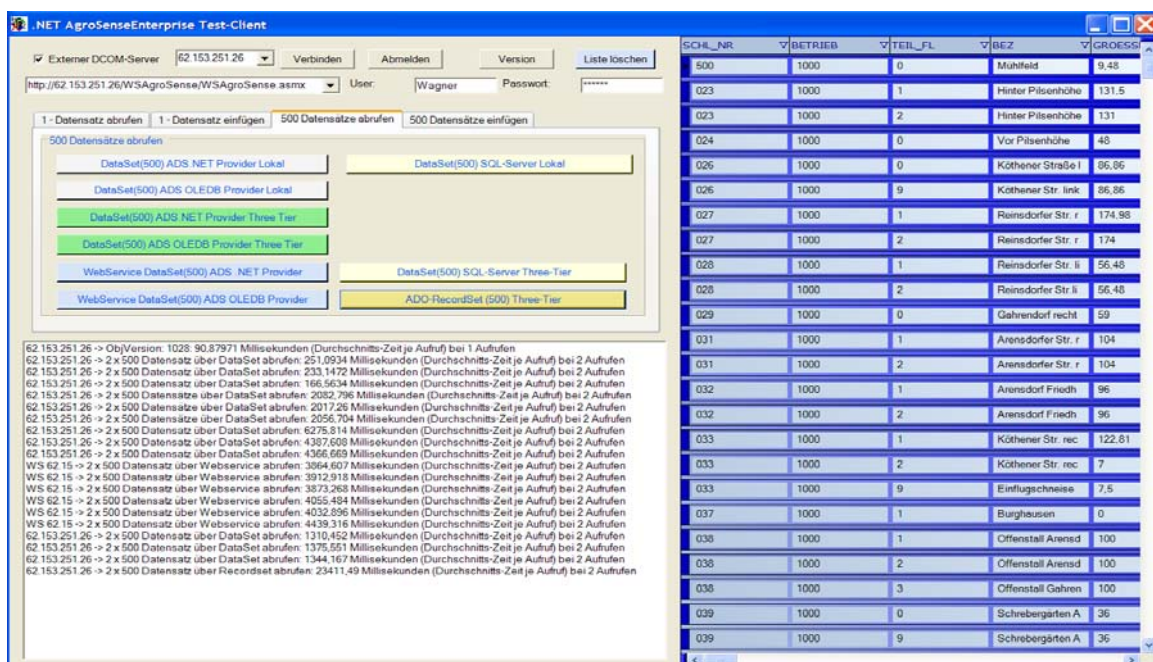 .NET AgroSenseEnterprise Test-Client
Externer DCOM-Server 62.153.251.26 Verbinden Abmelden Version Liste löschen
http://62.153.251.26/WSAgroSense/WSAgroSense.asmx User: Wagner Passwort: ******
1 - Datensatz abrufen 1 - Datensatz einfügen 500 Datensätze abrufen 500 Datensätze einfügen
500 Datensätze abrufen
DataSet(500) ADS .NET Provider Lokal DataSet(500) SQL-Server Lokal
DataSet(500) ADS OLEDB Provider Lokal
DataSet(500) ADS .NET Provider Three Tier
DataSet(500) ADS OLEDB Provider Three Tier
WebService DataSet(500) ADS .NET Provider DataSet(500) SQL-Server Three-Tier
WebService DataSet(500) ADS OLEDB Provider ADO-RecordSet (500) Three-Tier
62.153.251.26 -> ObjVersion: 1028: 90,87971 Millisekunden (Durchschnitts-Zeit je Aufruf) bei 1 Aufrufen
62.153.251.26 -> 2 x 500 Datensatz über DataSet abrufen: 251,0934 Millisekunden (Durchschnitts-Zeit je Aufruf) bei 2 Aufrufen
62.153.251.26 -> 2 x 500 Datensatz über DataSet abrufen: 233,1472 Millisekunden (Durchschnitts-Zeit je Aufruf) bei 2 Aufrufen
62.153.251.26 -> 2 x 500 Datensatz über DataSet abrufen: 166,5634 Millisekunden (Durchschnitts-Zeit je Aufruf) bei 2 Aufrufen
62.153.251.26 -> 2 x 500 Datensätze über DataSet abrufen: 2082,796 Millisekunden (Durchschnitts-Zeit je Aufruf) bei 2 Aufrufen
62.153.251.26 -> 2 x 500 Datensätze über DataSet abrufen: 2017,26 Millisekunden (Durchschnitts-Zeit je Aufruf) bei 2 Aufrufen
62.153.251.26 -> 2 x 500 Datensätze über DataSet abrufen: 2056,704 Millisekunden (Durchschnitts-Zeit je Aufruf) bei 2 Aufrufen
62.153.251.26 -> 2 x 500 Datensatz über DataSet abrufen: 6275,814 Millisekunden (Durchschnitts-Zeit je Aufruf) bei 2 Aufrufen
62.153.251.26 -> 2 x 500 Datensatz über DataSet abrufen: 4387,608 Millisekunden (Durchschnitts-Zeit je Aufruf) bei 2 Aufrufen
62.153.251.26 -> 2 x 500 Datensatz über DataSet abrufen: 4366,669 Millisekunden (Durchschnitts-Zeit je Aufruf) bei 2 Aufrufen
WS 62.15 -> 2 x 500 Datensatz über Webservice abrufen: 3864,607 Millisekunden (Durchschnitts-Zeit je Aufruf) bei 2 Aufrufen
WS 62.15 -> 2 x 500 Datensatz über Webservice abrufen: 3912,918 Millisekunden (Durchschnitts-Zeit je Aufruf) bei 2 Aufrufen
WS 62.15 -> 2 x 500 Datensatz über Webservice abrufen: 3873,268 Millisekunden (Durchschnitts-Zeit je Aufruf) bei 2 Aufrufen
WS 62.15 -> 2 x 500 Datensatz über Webservice abrufen: 4055,484 Millisekunden (Durchschnitts-Zeit je Aufruf) bei 2 Aufrufen
WS 62.15 -> 2 x 500 Datensatz über Webservice abrufen: 4032,896 Millisekunden (Durchschnitts-Zeit je Aufruf) bei 2 Aufrufen
WS 62.15 -> 2 x 500 Datensatz über Webservice abrufen: 4439,316 Millisekunden (Durchschnitts-Zeit je Aufruf) bei 2 Aufrufen
62.153.251.26 -> 2 x 500 Datensatz über DataSet abrufen: 1310,452 Millisekunden (Durchschnitts-Zeit je Aufruf) bei 2 Aufrufen
62.153.251.26 -> 2 x 500 Datensatz über DataSet abrufen: 1375,551 Millisekunden (Durchschnitts-Zeit je Aufruf) bei 2 Aufrufen
62.153.251.26 -> 2 x 500 Datensatz über DataSet abrufen: 1344,167 Millisekunden (Durchschnitts-Zeit je Aufruf) bei 2 Aufrufen
62.153.251.26 -> 2 x 500 Datensatz über Recordset abrufen: 23411,49 Millisekunden (Durchschnitts-Zeit je Aufruf) bei 2 Aufrufen
SCHL_NR BETRIEB TEIL_FL BEZ GROESS
500 1000 0 Mühlfeld 9,48
023 1000 1 Hinter Pilsenhöhe 131,5
023 1000 2 Hinter Pilsenhöhe 131
024 1000 0 Vor Pilsenhöhe 48
026 1000 0 Köthener Straße l 86,86
026 1000 9 Köthener Str. link 86,86
027 1000 1 Reinsdorfer Str. r 174,98
027 1000 2 Reinsdorfer Str. r 174
028 1000 1 Reinsdorfer Str. li 56,48
028 1000 2 Reinsdorfer Str.li 56,48
029 1000 0 Gahrendorf recht 59
031 1000 1 Arensdorfer Str. r 104
031 1000 2 Arensdorfer Str. r 104
032 1000 1 Arensdorf Friedh 96
032 1000 2 Arensdorf Friedh 96
033 1000 1 Köthener Str. rec 122,81
033 1000 2 Köthener Str. rec 7
033 1000 9 Einflugschneise 7,5
037 1000 1 Burghausen 0
038 1000 1 Offenstall Arensd 100
038 1000 2 Offenstall Arensd 100
038 1000 3 Offenstall Gahren 100
039 1000 0 Schrebergärten A 36
039 1000 9 Schrebergärten A 36